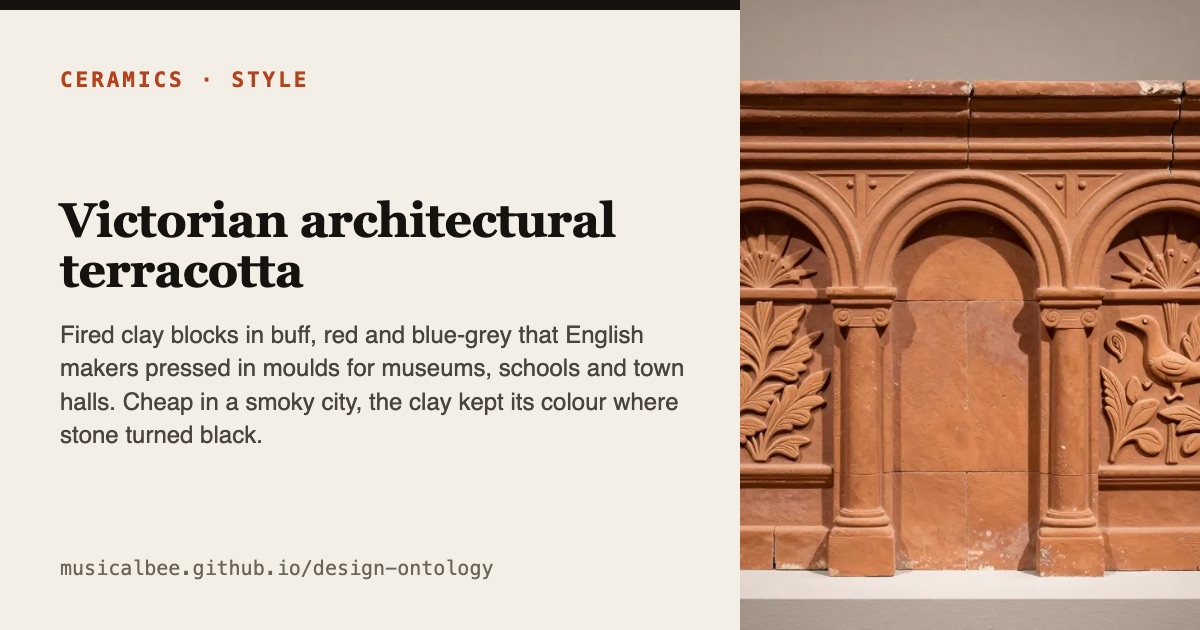 CERAMICS · STYLE
Victorian architectural
terracotta
Fired clay blocks in buff, red and blue-grey that English
makers pressed in moulds for museums, schools and town
halls. Cheap in a smoky city, the clay kept its colour where
stone turned black.
musicalbee.github.io/design-ontology